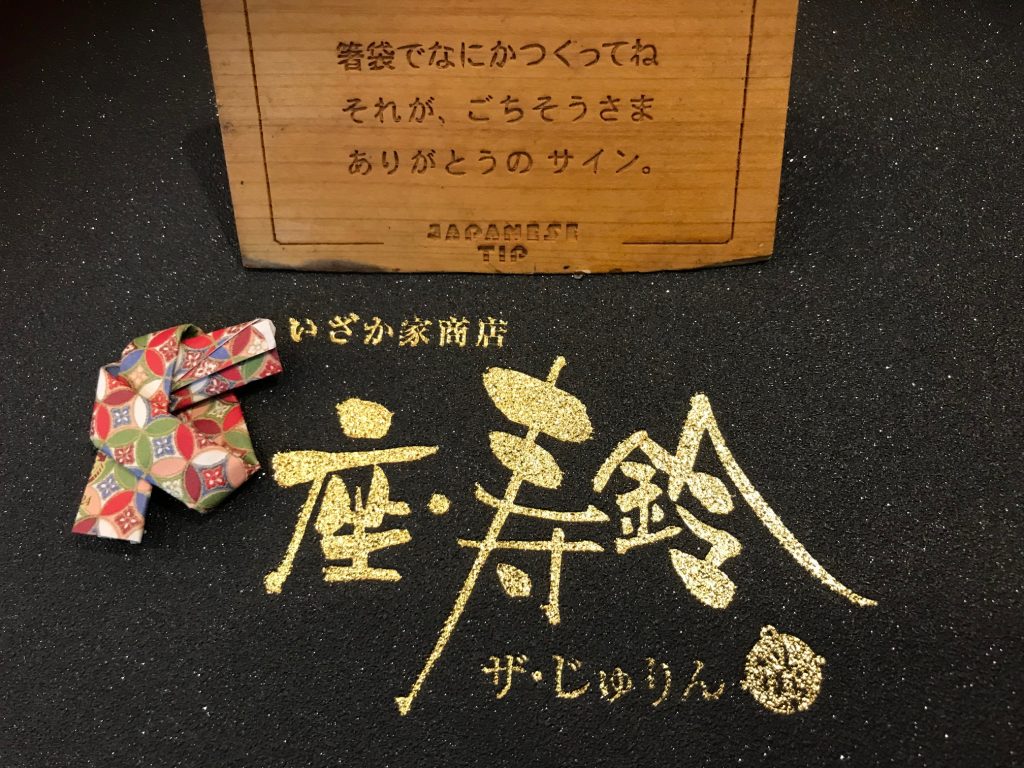 箸袋でなにかつくってね
それが、ごちそうさま
ありがとうの サイン。
JAPANESE
TIP
いざか家商店
座・寿鈴
ザ・じゅりん